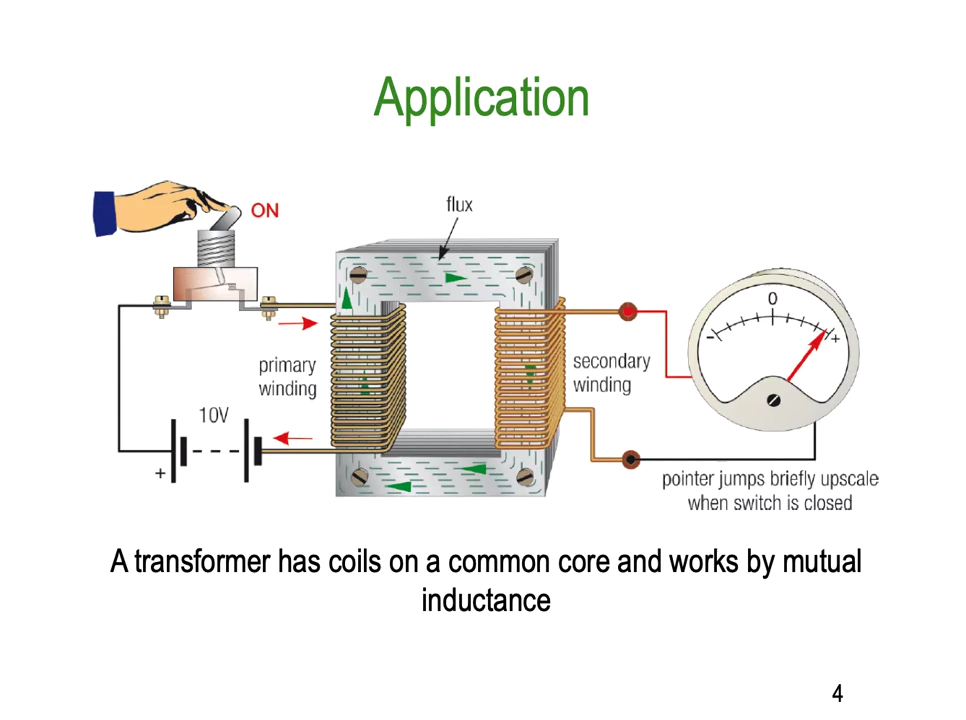 Application
ON
flux
primary
winding
secondary
winding
10V
+
-
0
+
pointer jumps briefly upscale
when switch is closed
A transformer has coils on a common core and works by mutual
inductance
4